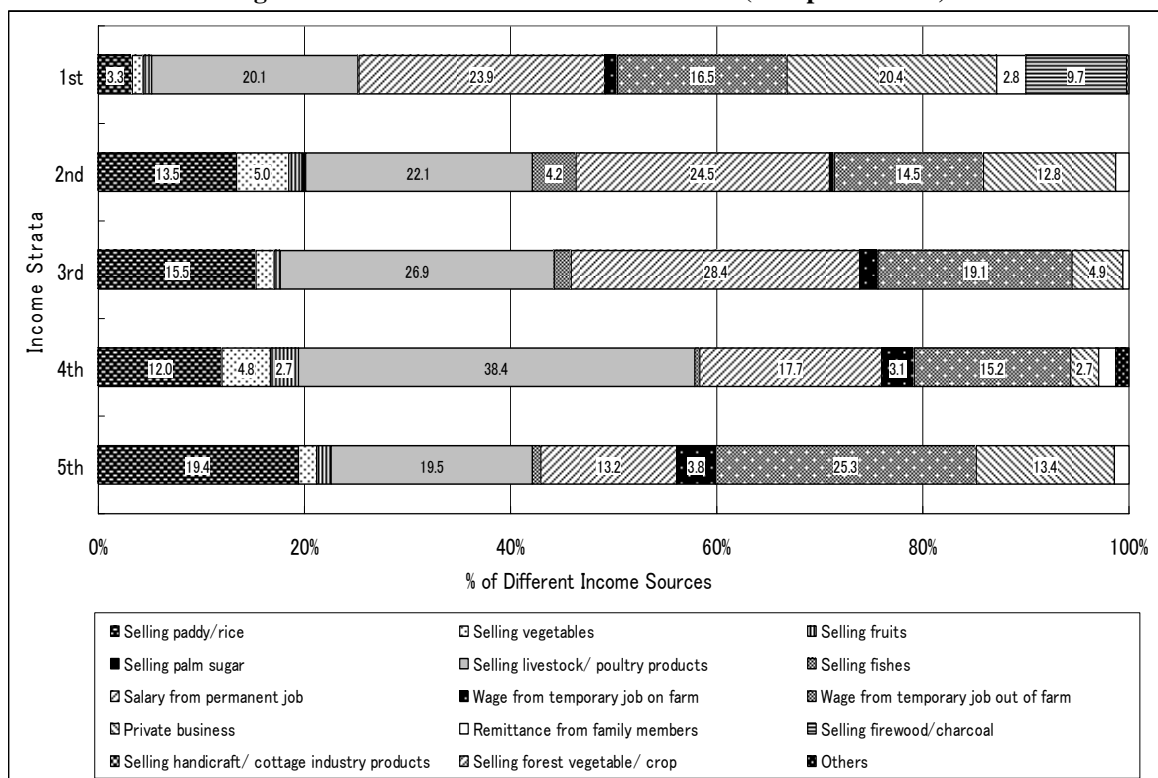 1st
3.3
20.1
23.9
16.5
20.4
2.8
9.7
2nd
13.5
5.0
22.1
4.2
24.5
14.5
12.8
3rd
15.5
26.9
28.4
19.1
4.9
4th
12.0
4.8
2.7
38.4
17.7
3.1
15.2
2.7
5th
19.4
19.5
13.2
3.8
25.3
13.4
Income Strata
0% 20% 40% 60% 80% 100%
% of Different Income Sources
Selling paddy/rice Selling vegetables Selling fruits
Selling palm sugar Selling livestock/ poultry products Selling fishes
Salary from permanent job Wage from temporary job on farm Wage from temporary job out of farm
Private business Remittance from family members Selling firewood/charcoal
Selling handicraft/ cottage industry products Selling forest vegetable/ crop Others